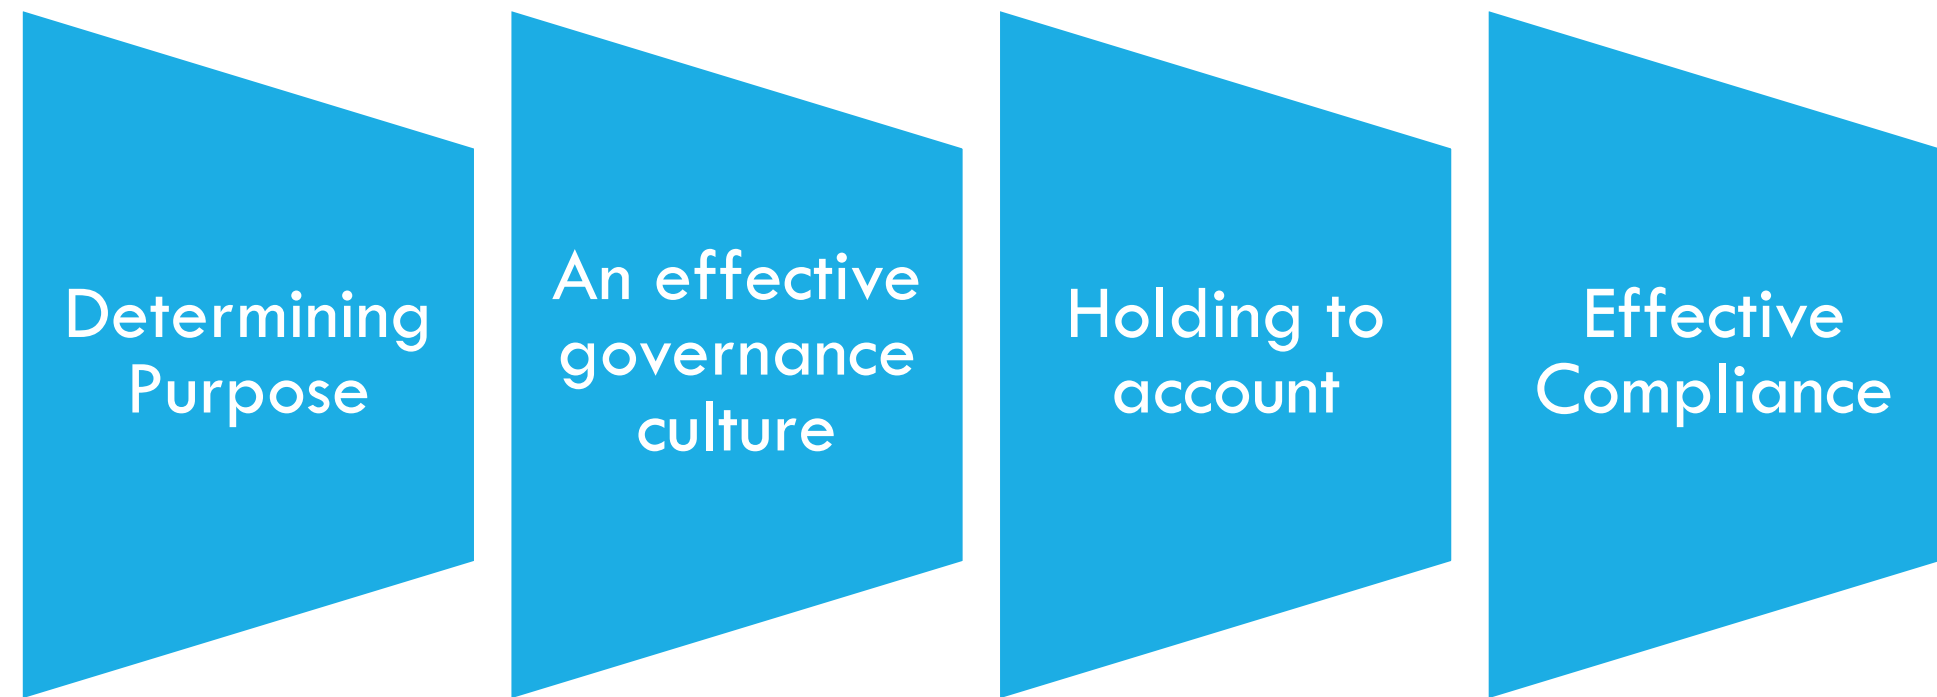 Determining
Purpose
An effective
governance
culture
Holding to
account
Effective
Compliance